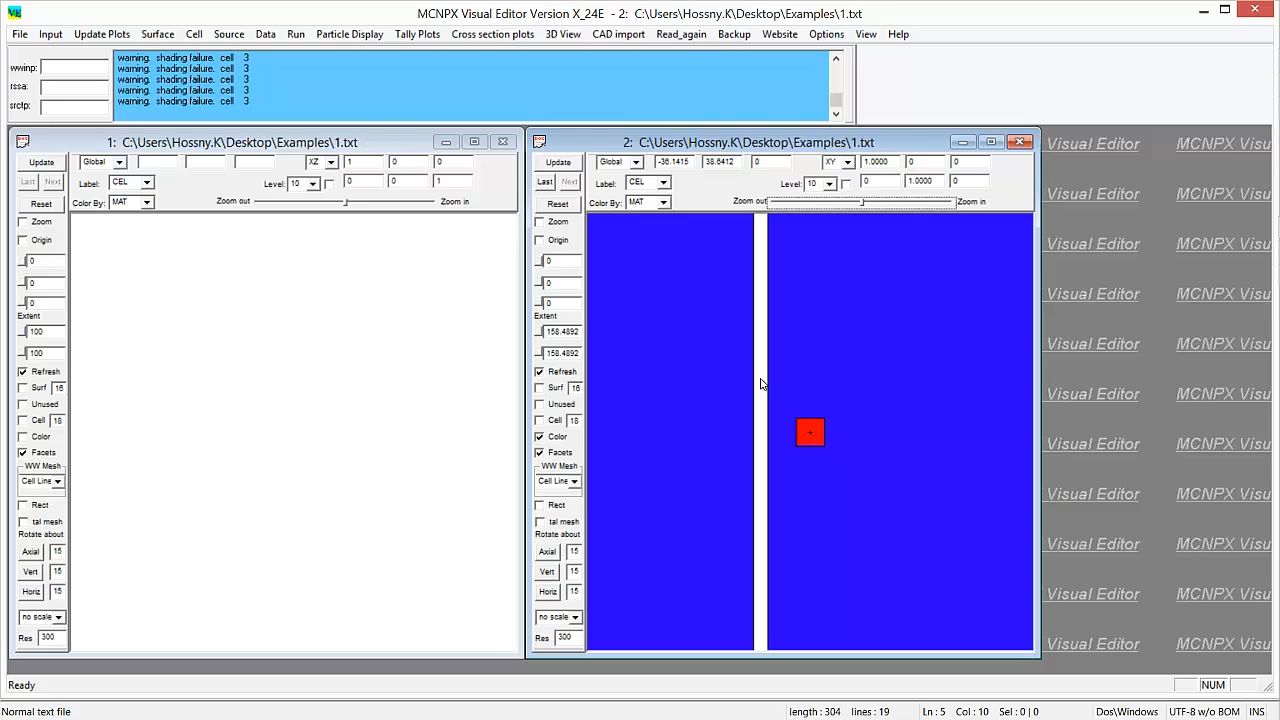 MCNPX Visual Editor Version X_24E - 2: C:\Users\Hossny.K\Desktop\Examples\1.txt
File Input Update Plots Surface Cell Source Data Run Particle Display Tally Plots Cross section plots 3D View CAD import Read_again Backup Website Options View Help
wwinp:
rssa:
srctp:
warning. shading failure. cell 3
warning. shading failure. cell 3
warning. shading failure. cell 3
warning. shading failure. cell 3
warning. shading failure. cell 3
1: C:\Users\Hossny.K\Desktop\Examples\1.txt
Update Global XZ 1 0 0
Last Next Label: CEL Level: 10 0 0 1
Reset Color By: MAT Zoom out Zoom in
Zoom
Origin
0
0
0
Extent
100
100
Refresh
Surf 16
Unused
Cell 18
Color
Facets
WW Mesh
Cell Line
Rect
tal mesh
Rotate about
Axial 15
Vert 15
Horiz 15
no scale
Res 300
2: C:\Users\Hossny.K\Desktop\Examples\1.txt
Update Global -36.1415 38.6412 0 XY 1.0000 0 0
Last Next Label: CEL Level: 10 0 1.0000 0
Reset Color By: MAT Zoom out Zoom in
Zoom
Origin
0
0
0
Extent
158.4892
158.4892
Refresh
Surf 16
Unused
Cell 18
Color
Facets
WW Mesh
Cell Line
Rect
tal mesh
Rotate about
Axial 15
Vert 15
Horiz 15
no scale
Res 300
Visual Editor MCNPX Visu
Visual Editor MCNPX Visu
Visual Editor MCNPX Visu
Visual Editor MCNPX Visu
Visual Editor MCNPX Visu
Visual Editor MCNPX Visu
Visual Editor MCNPX Visu
Visual Editor MCNPX Visu
Visual Editor MCNPX Visu
Visual Editor MCNPX Visu
Visual Editor MCNPX Visu
Ready NUM
Normal text file length : 304 lines : 19 Ln : 5 Col : 10 Sel : 0 | 0 Dos\Windows UTF-8 w/o BOM INS